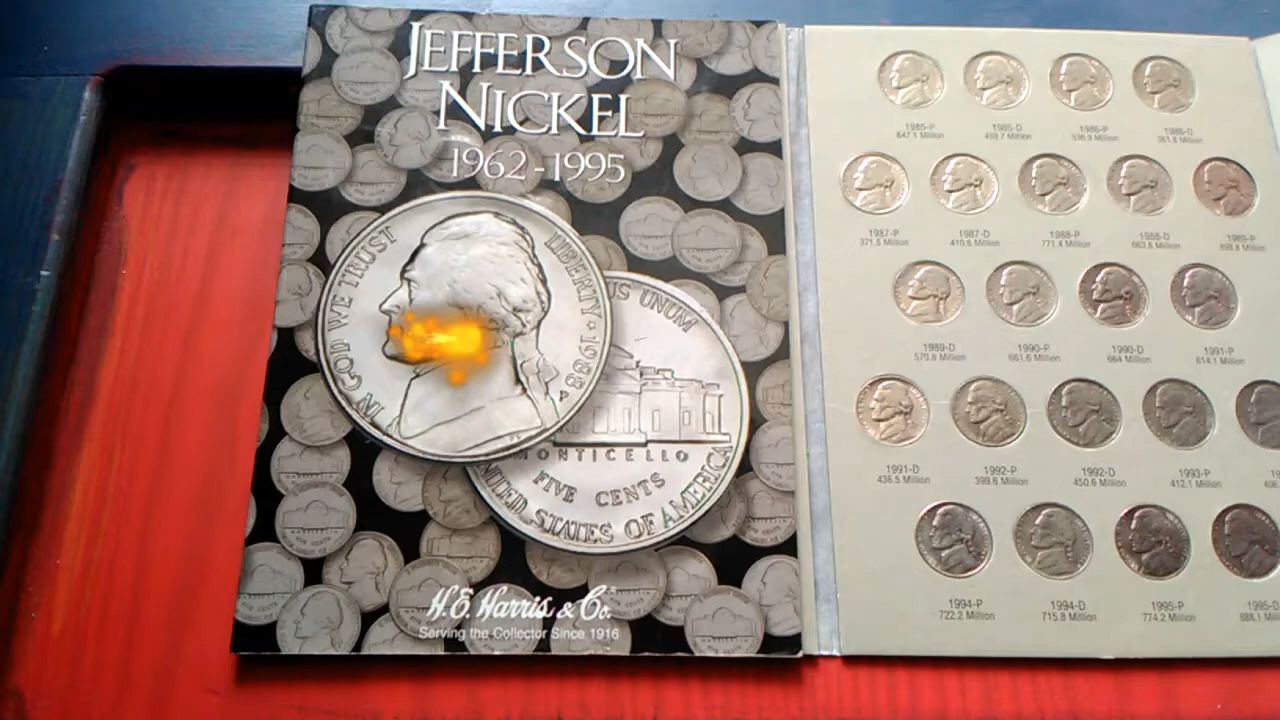 JEFFERSON
NICKEL
1962-1995
IN GOD WE TRUST
LIBERTY · 1988
P
US UNUM
MONTICELLO
FIVE CENTS
UNITED STATES OF AMERICA
H.E. Harris & Co.
Serving the Collector Since 1916
1985-P 1985-D 1986-P 1986-D
647.1 Million 459.7 Million 536.9 Million 361.8 Million
1987-P 1987-D 1988-P 1988-D 1989-P
371.5 Million 410.6 Million 771.4 Million 663.8 Million 898.8 Million
1989-D 1990-P 1990-D 1991-P
570.8 Million 661.6 Million 664 Million 614.1 Million
1991-D 1992-P 1992-D 1993-P
436.5 Million 399.6 Million 450.6 Million 412.1 Million
1994-P 1994-D 1995-P 1995-D
722.2 Million 715.8 Million 774.2 Million 888.1